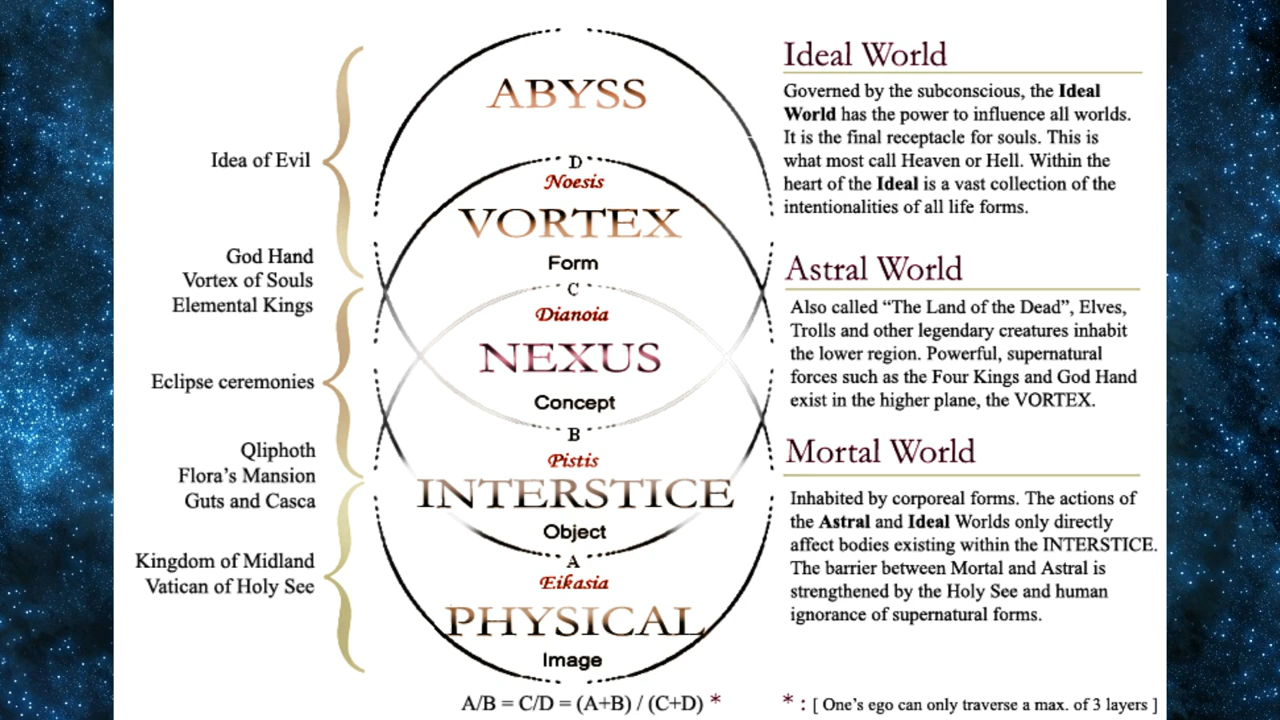 Idea of Evil
God Hand
Vortex of Souls
Elemental Kings
Eclipse ceremonies
Qliphoth
Flora's Mansion
Guts and Casca
Kingdom of Midland
Vatican of Holy See
ABYSS
D
Noesis
VORTEX
Form
C
Dianoia
NEXUS
Concept
B
Pistis
INTERSTICE
Object
A
Eikasia
PHYSICAL
Image
A/B = C/D = (A+B) / (C+D) *
Ideal World
Governed by the subconscious, the Ideal
World has the power to influence all worlds.
It is the final receptacle for souls. This is
what most call Heaven or Hell. Within the
heart of the Ideal is a vast collection of the
intentionalities of all life forms.
Astral World
Also called “The Land of the Dead”, Elves,
Trolls and other legendary creatures inhabit
the lower region. Powerful, supernatural
forces such as the Four Kings and God Hand
exist in the higher plane, the VORTEX.
Mortal World
Inhabited by corporeal forms. The actions of
the Astral and Ideal Worlds only directly
affect bodies existing within the INTERSTICE.
The barrier between Mortal and Astral is
strengthened by the Holy See and human
ignorance of supernatural forms.
* : [ One's ego can only traverse a max. of 3 layers ]